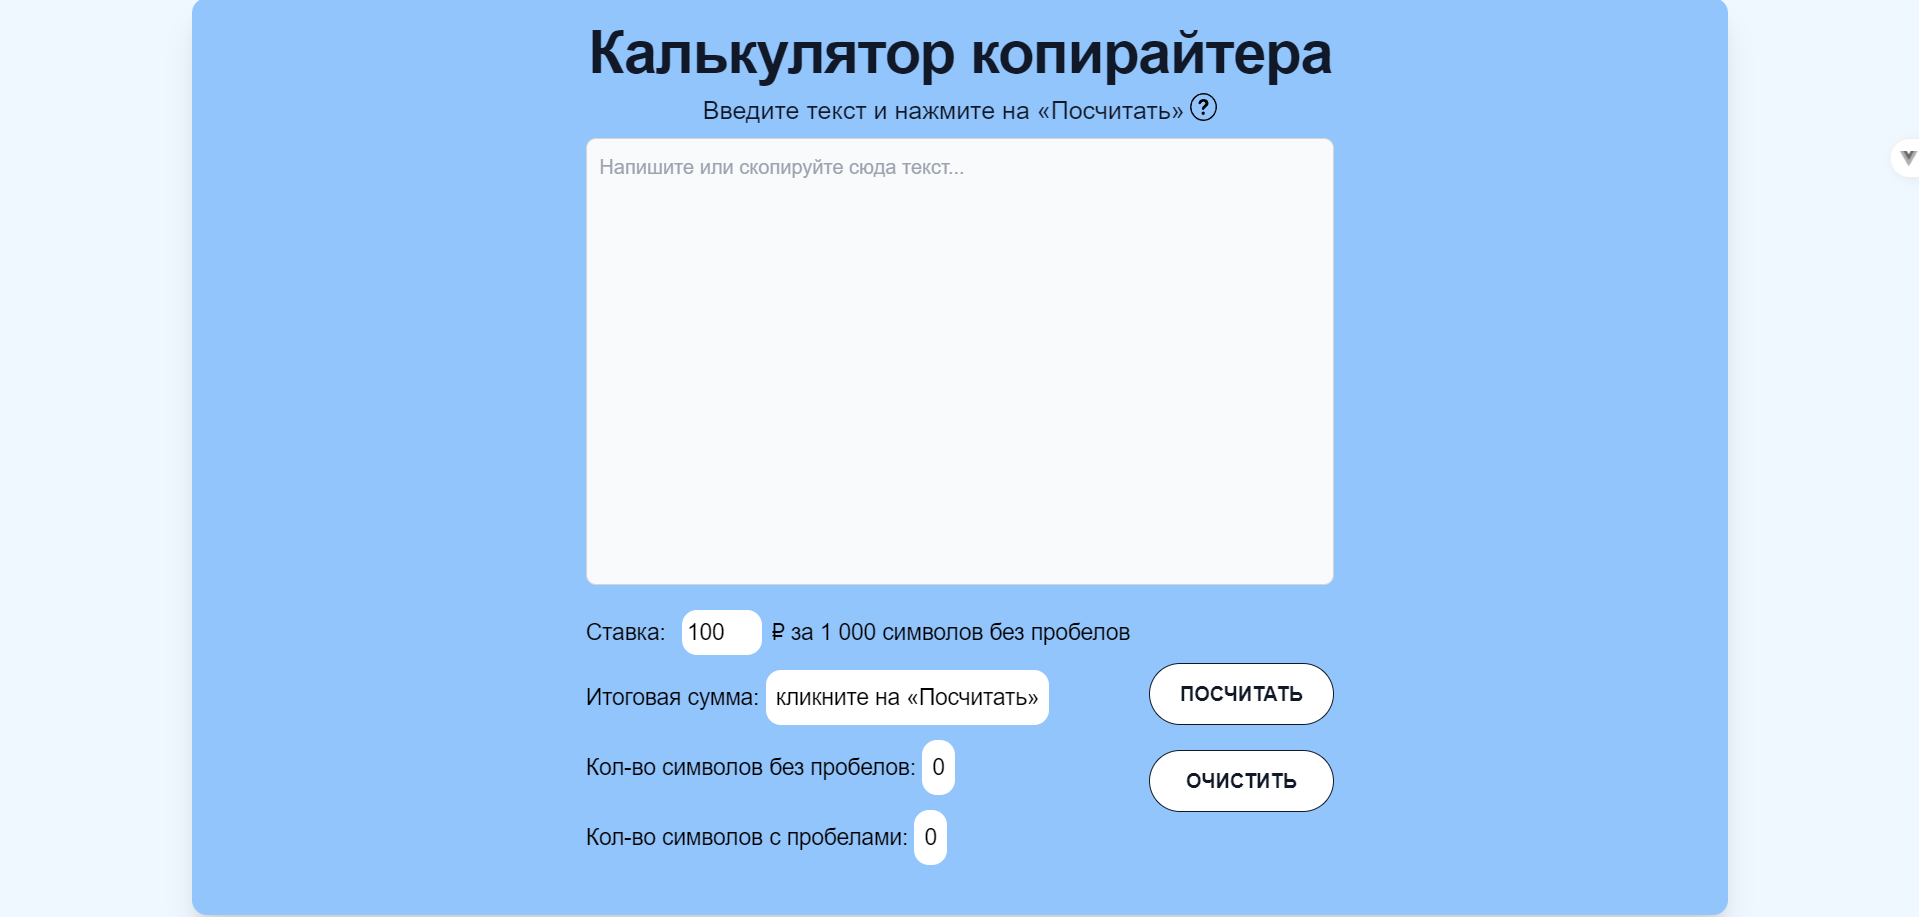 Калькулятор копирайтера
Введите текст и нажмите на «Посчитать» ?
Напишите или скопируйте сюда текст...
Ставка: 100 ₽ за 1 000 символов без пробелов
Итоговая сумма: кликните на «Посчитать»
ПОСЧИТАТЬ
Кол-во символов без пробелов: 0
ОЧИСТИТЬ
Кол-во символов с пробелами: 0